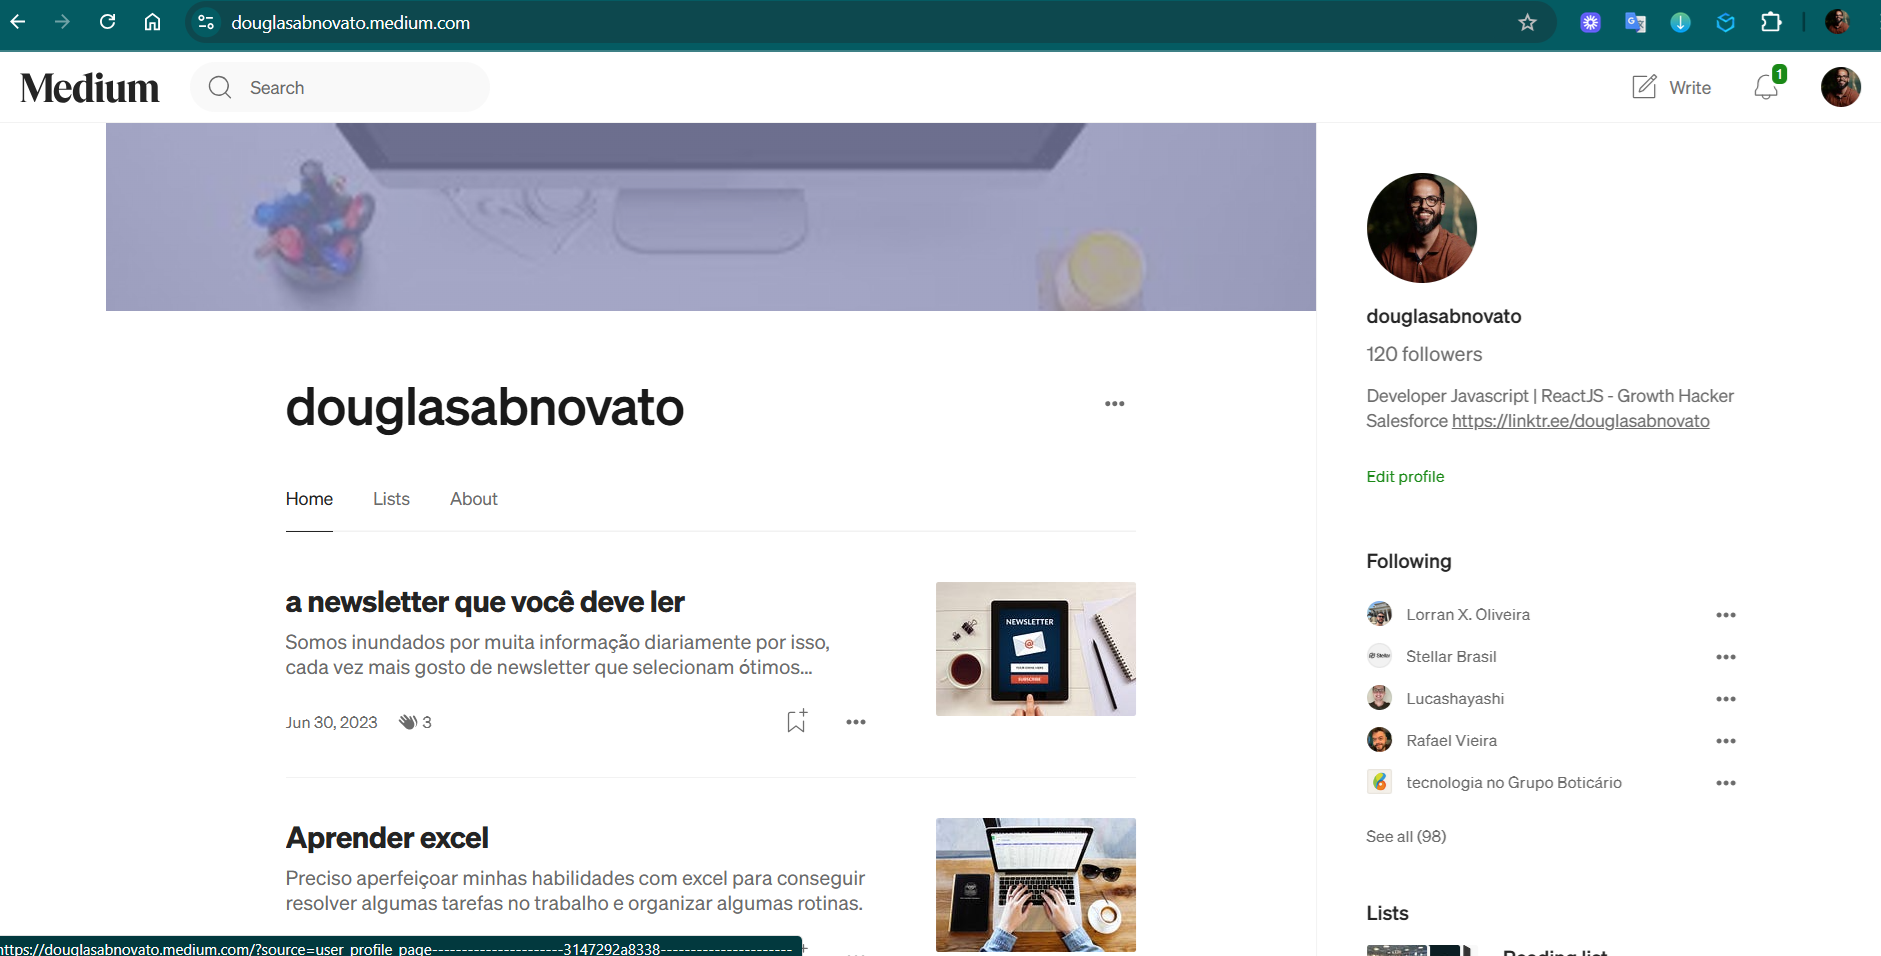 douglasabnovato.medium.com
Medium
Search
Write
1
douglasabnovato
Home
Lists
About
a newsletter que você deve ler
Somos inundados por muita informação diariamente por isso,
cada vez mais gosto de newsletter que selecionam ótimos...
Jun 30, 2023
3
NEWSLETTER
SUBSCRIBE
Aprender excel
Preciso aperfeiçoar minhas habilidades com excel para conseguir
resolver algumas tarefas no trabalho e organizar algumas rotinas.
douglasabnovato
120 followers
Developer Javascript | ReactJS - Growth Hacker
Salesforce https://linktr.ee/douglasabnovato
Edit profile
Following
Lorran X. Oliveira
Stellar Brasil
Lucashayashi
Rafael Vieira
tecnologia no Grupo Boticário
See all (98)
Lists
Reading list
https://douglasabnovato.medium.com/?source=user_profile_page----------------------3147292a8338----------------------